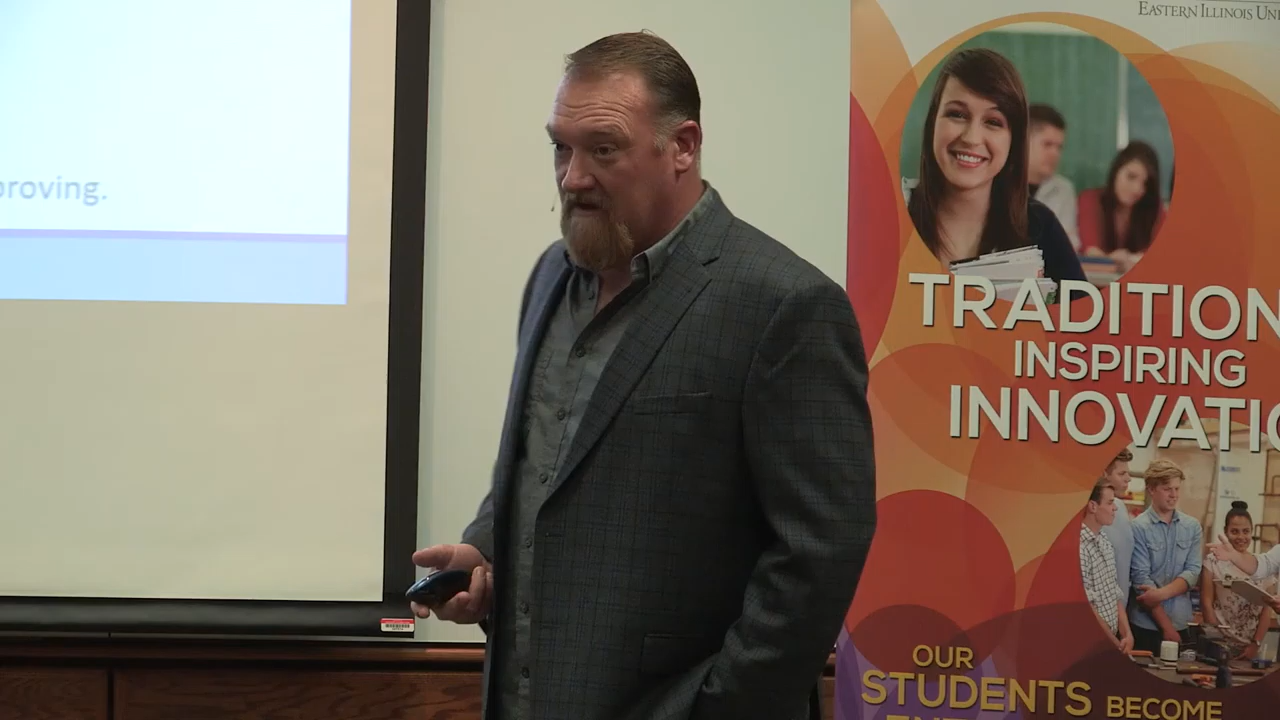 proving.
EASTERN ILLINOIS UNI
TRADITION
INSPIRING
INNOVATIO
OUR
STUDENTS BECOME